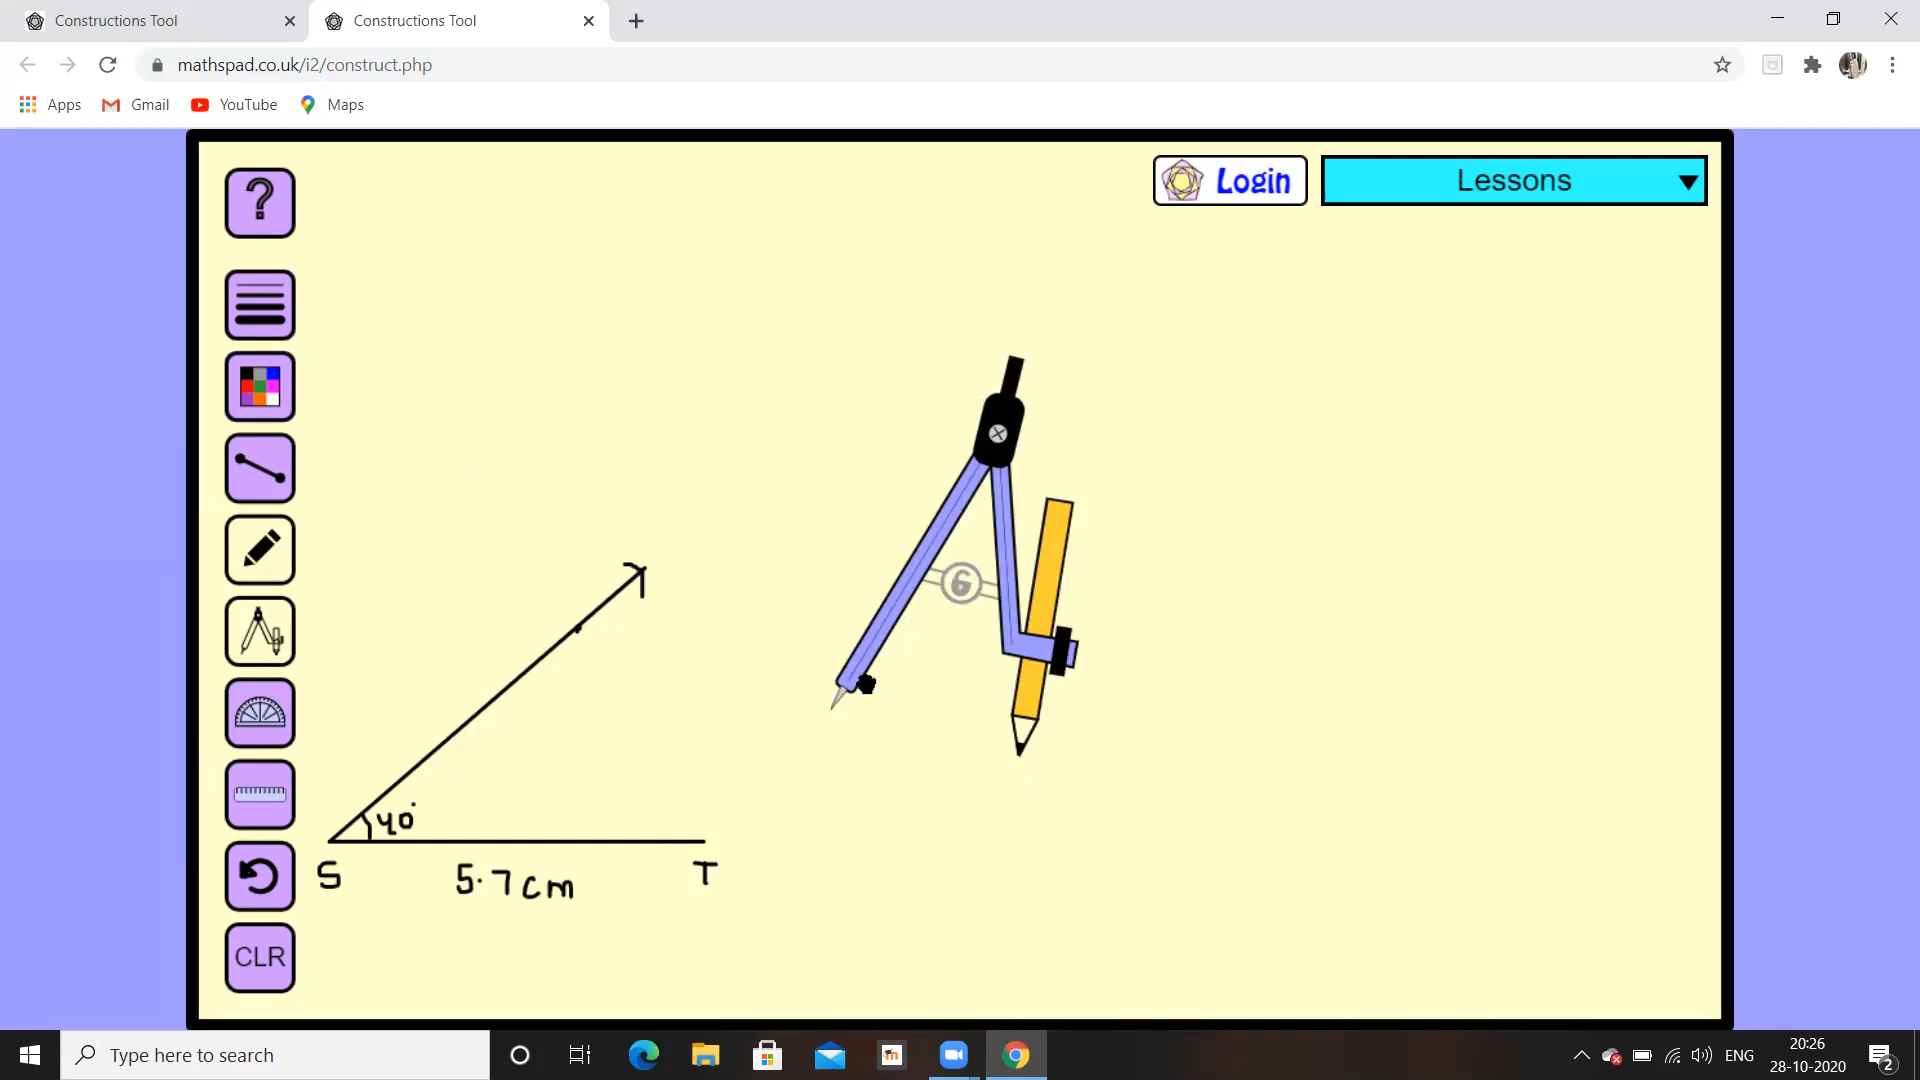 Constructions Tool
Constructions Tool
mathspad.co.uk/i2/construct.php
Apps
Gmail
YouTube
Maps
?
Login
Lessons
40°
S
T
5.7cm
CLR
Type here to search
ENG
20:26
28-10-2020
2